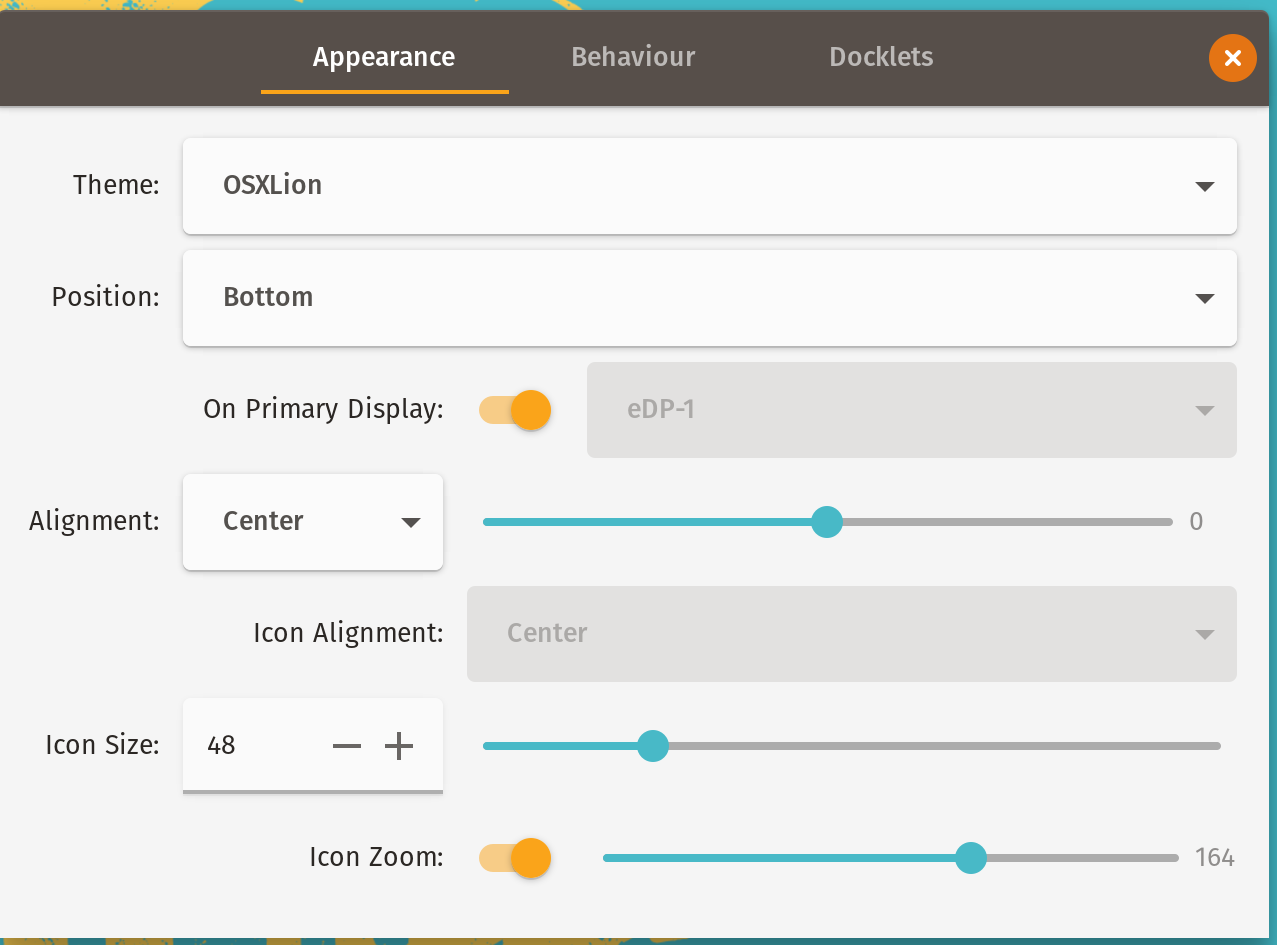 Appearance Behaviour Docklets
Theme: OSXLion
Position: Bottom
On Primary Display: eDP-1
Alignment: Center 0
Icon Alignment: Center
Icon Size: 48
Icon Zoom: 164